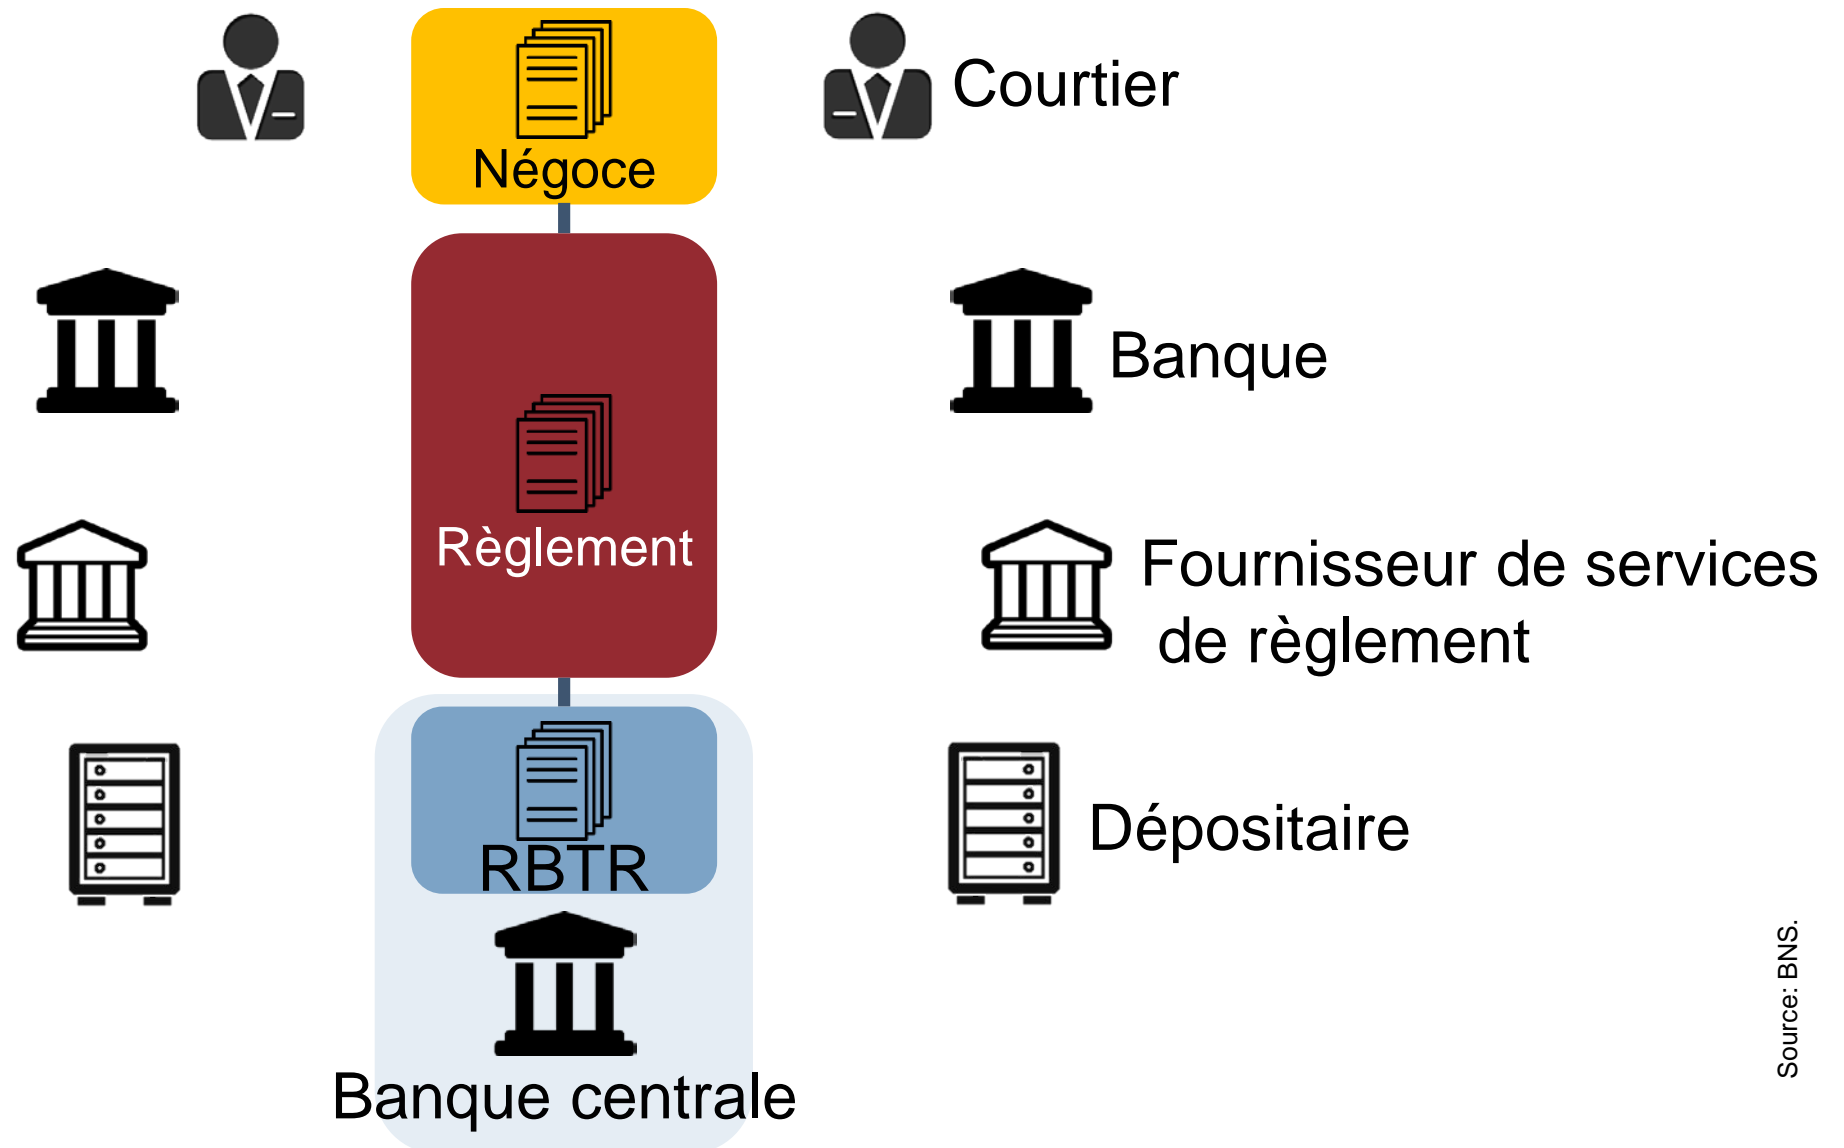 Courtier
Négoce
Banque
Règlement
Fournisseur de services
de règlement
Dépositaire
RBTR
Banque centrale
Source: BNS.